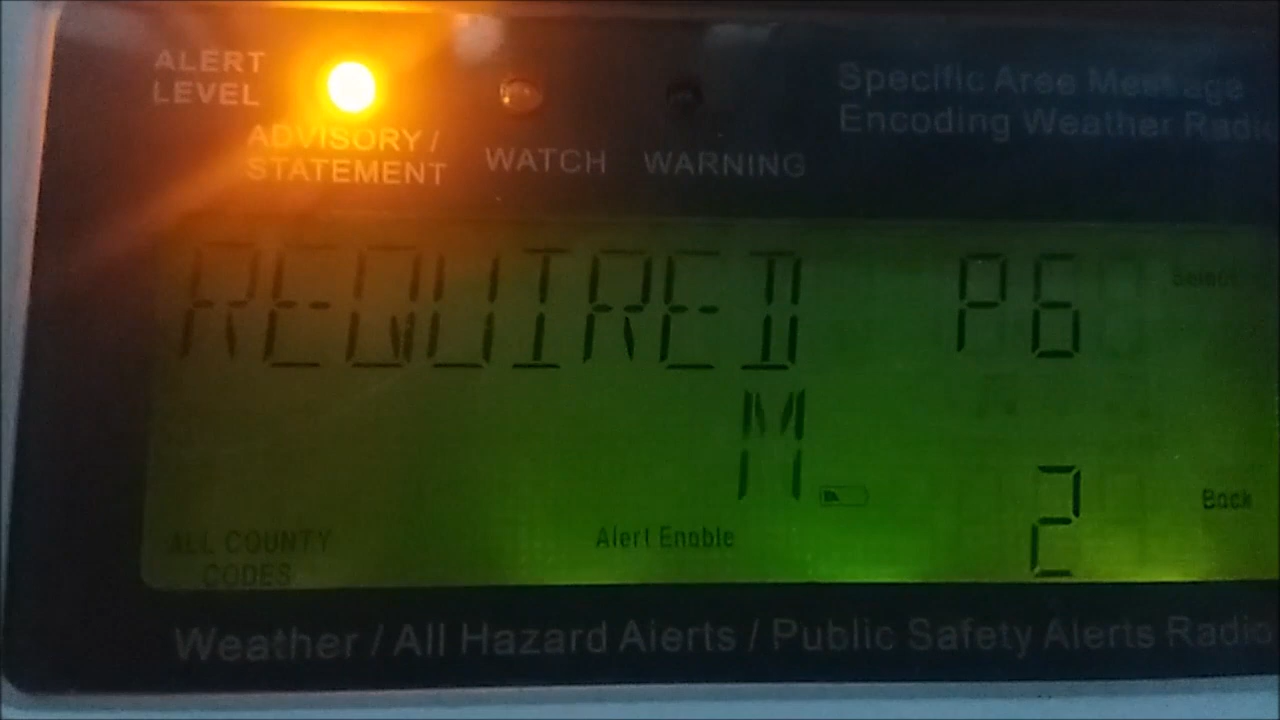 ALERT
LEVEL
ADVISORY /
STATEMENT
WATCH
WARNING
Specific Area Message
Encoding Weather Radio
REQUIRED P6
Select
M
2
Back
ALL COUNTY
CODES
Alert Enable
Weather / All Hazard Alerts / Public Safety Alerts Radio